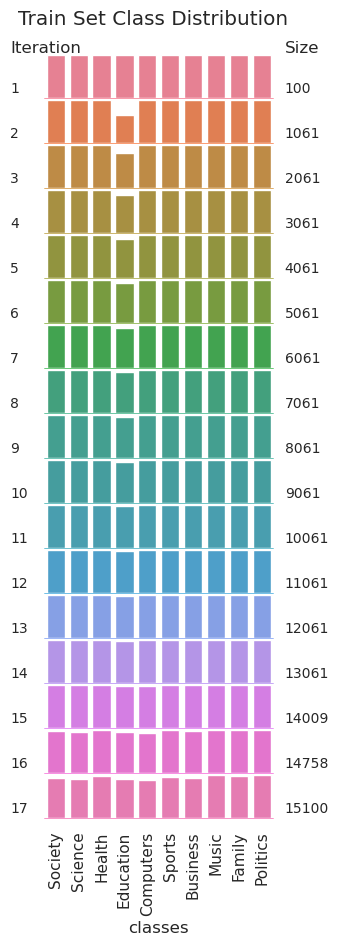 Train Set Class Distribution
Iteration Size
1 100
2 1061
3 2061
4 3061
5 4061
6 5061
7 6061
8 7061
9 8061
10 9061
11 10061
12 11061
13 12061
14 13061
15 14009
16 14758
17 15100
Society
Science
Health
Education
Computers
Sports
Business
Music
Family
Politics
classes